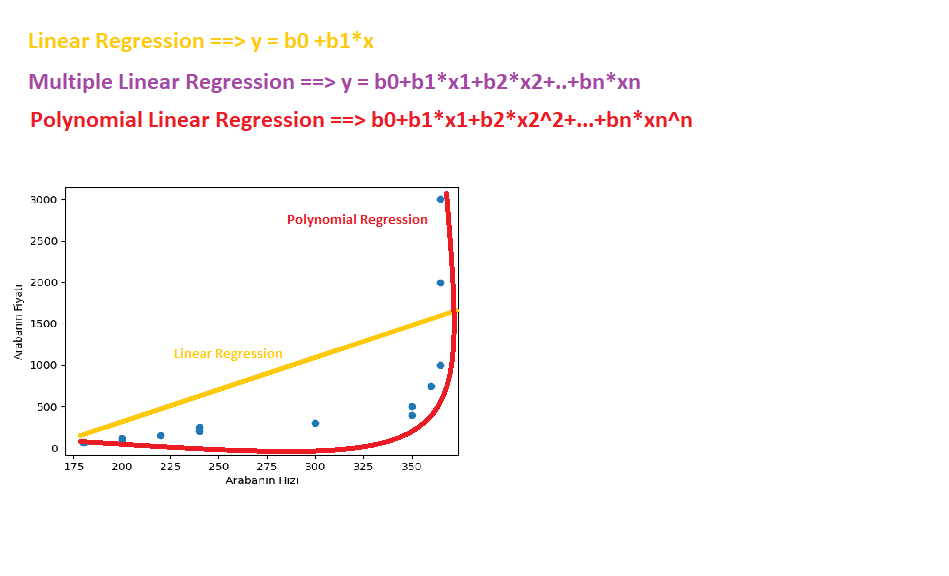 Linear Regression ==> y = b0 +b1*x
Multiple Linear Regression ==> y = b0+b1*x1+b2*x2+..+bn*xn
Polynomial Linear Regression ==> b0+b1*x1+b2*x2^2+...+bn*xn^n
3000
Polynomial Regression
2500
2000
Arabanın Fiyatı
1500
Linear Regression
1000
500
0
175 200 225 250 275 300 325 350
Arabanın Hızı